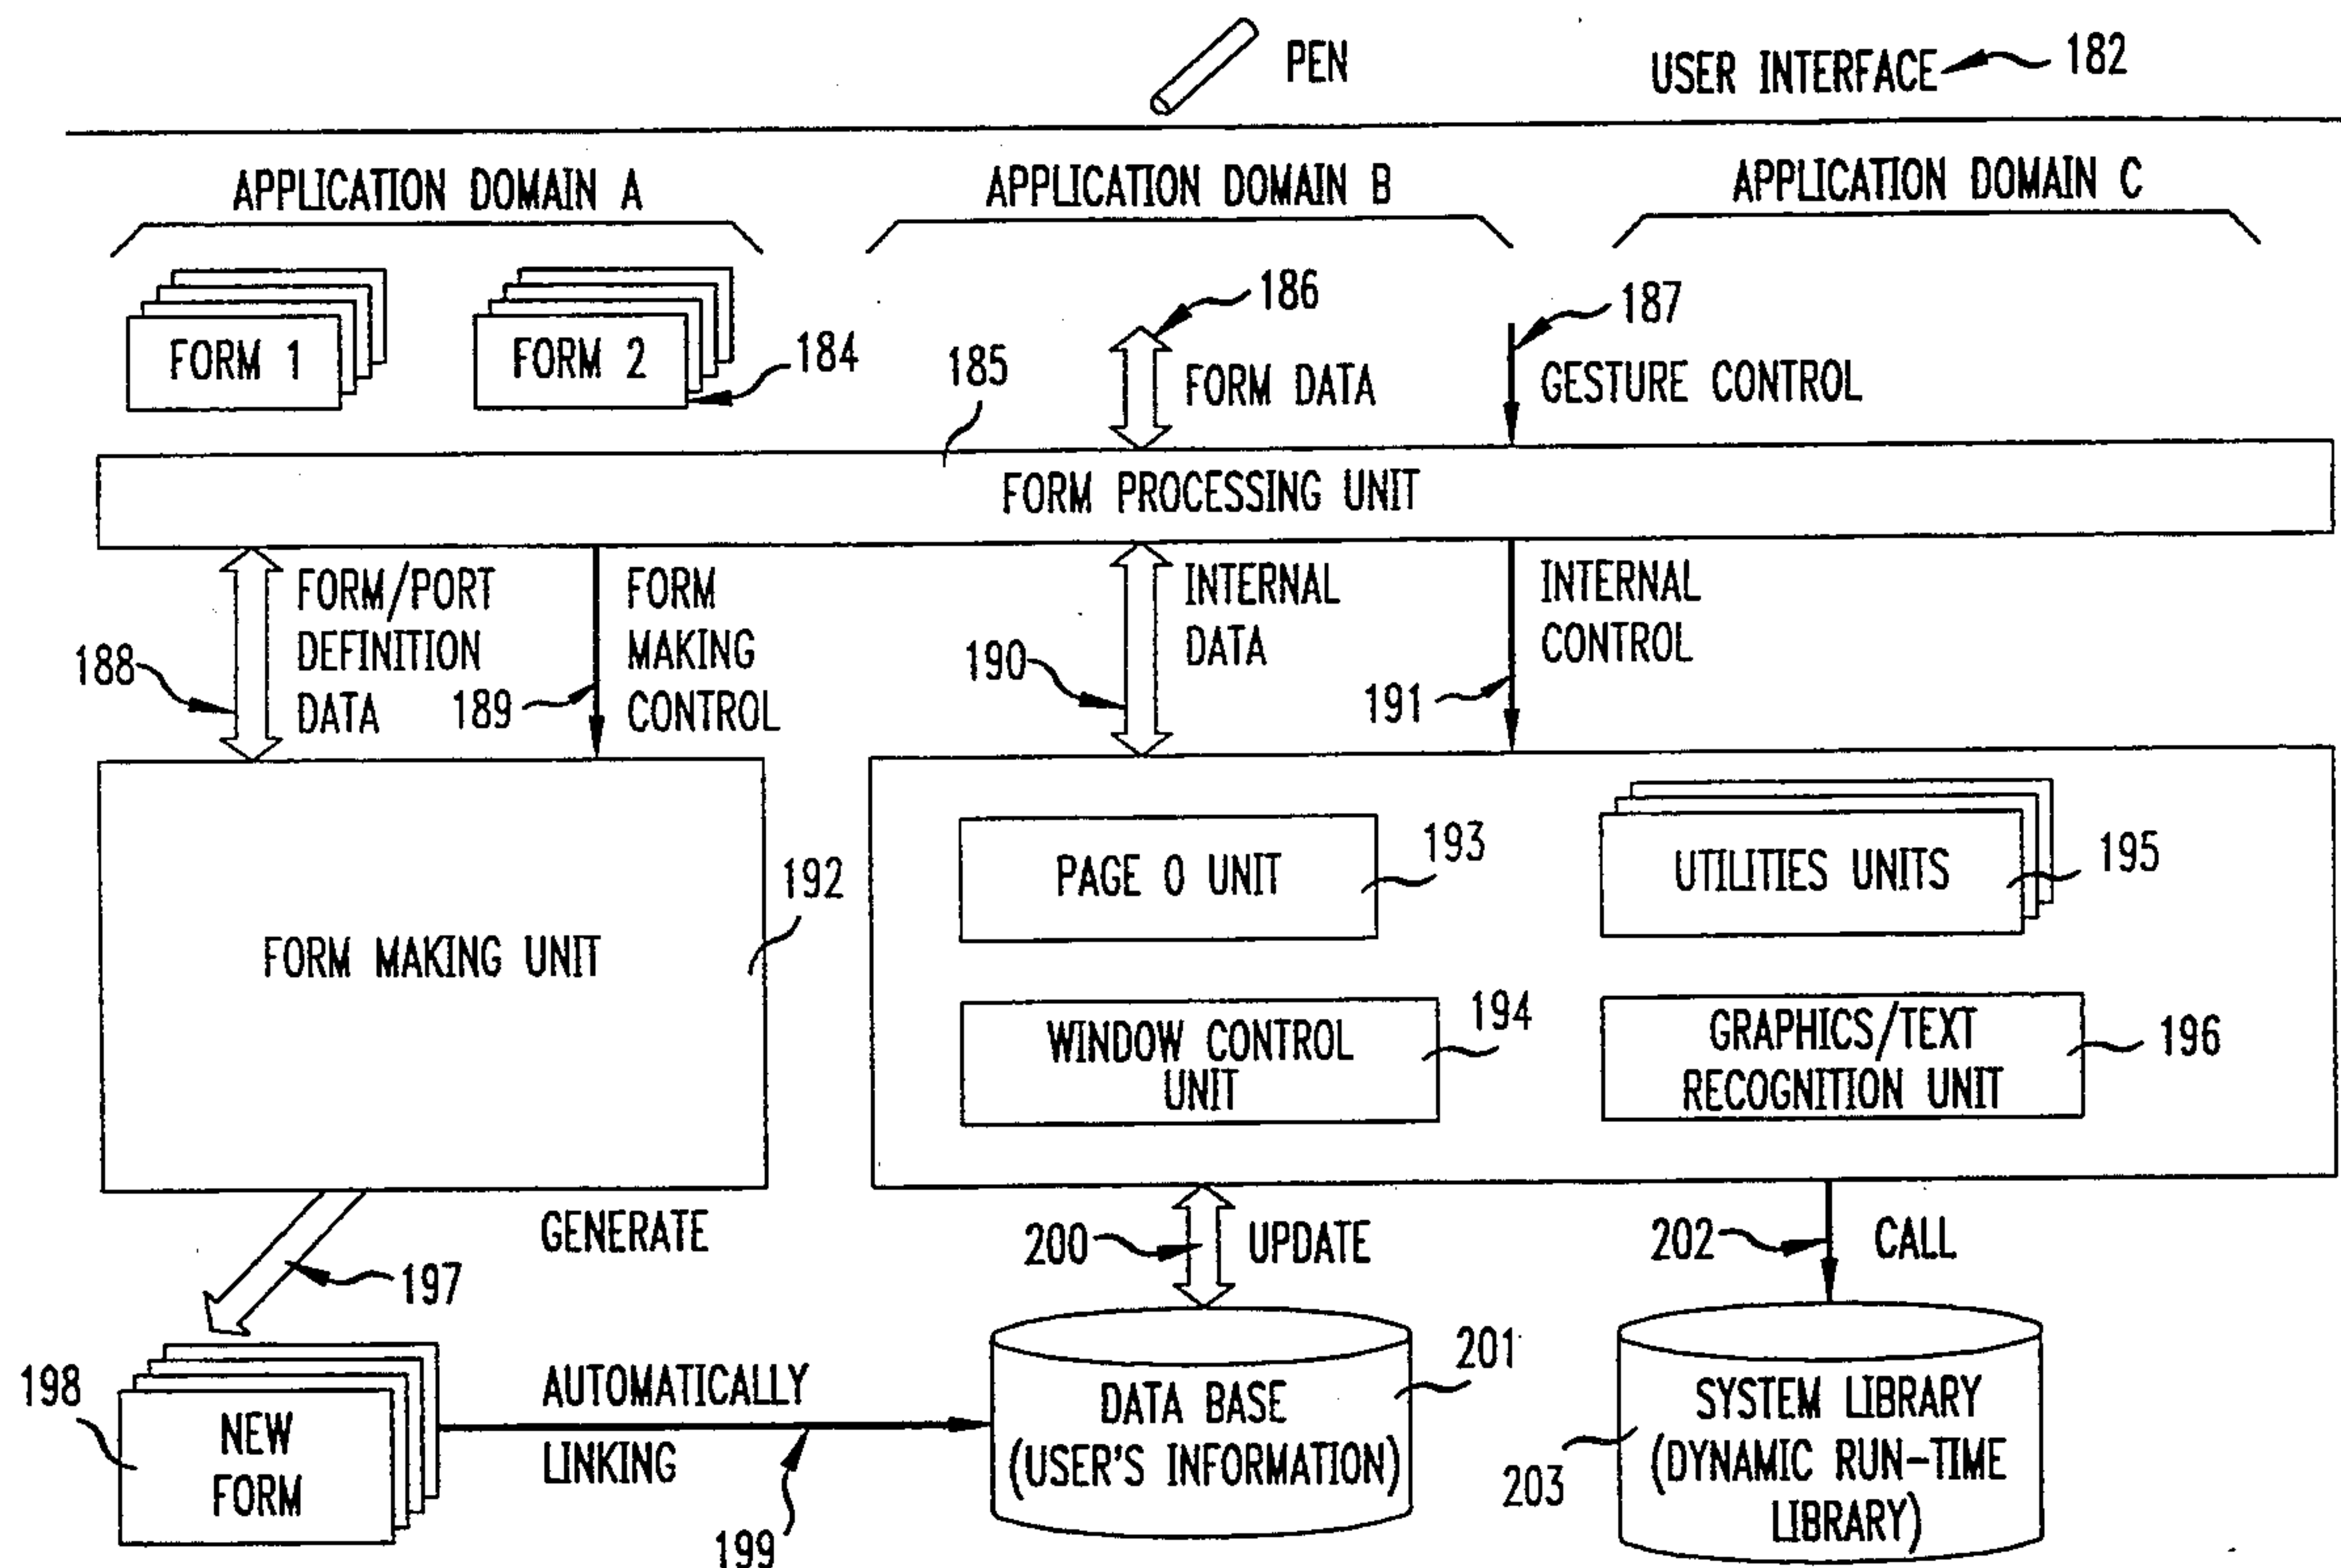 PEN
USER INTERFACE 182
APPLICATION DOMAIN A
APPLICATION DOMAIN B
APPLICATION DOMAIN C
FORM 1
FORM 2
184
185
186
FORM DATA
187
GESTURE CONTROL
FORM PROCESSING UNIT
188
FORM/PORT
DEFINITION
DATA
189
FORM
MAKING
CONTROL
190
INTERNAL
DATA
191
INTERNAL
CONTROL
FORM MAKING UNIT
192
PAGE 0 UNIT
193
UTILITIES UNITS
195
WINDOW CONTROL
UNIT
194
GRAPHICS/TEXT
RECOGNITION UNIT
196
GENERATE
197
200
UPDATE
202
CALL
198
NEW
FORM
AUTOMATICALLY
LINKING
199
DATA BASE
(USER'S INFORMATION)
201
SYSTEM LIBRARY
(DYNAMIC RUN-TIME
LIBRARY)
203